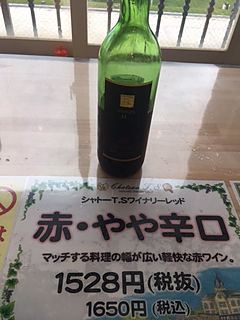 Chateau
シャトーT.Sワイナリーレッド
赤・やや辛口
マッチする料理の幅が広い軽快な赤ワイン。
1528円(税抜)
1650円(税込)